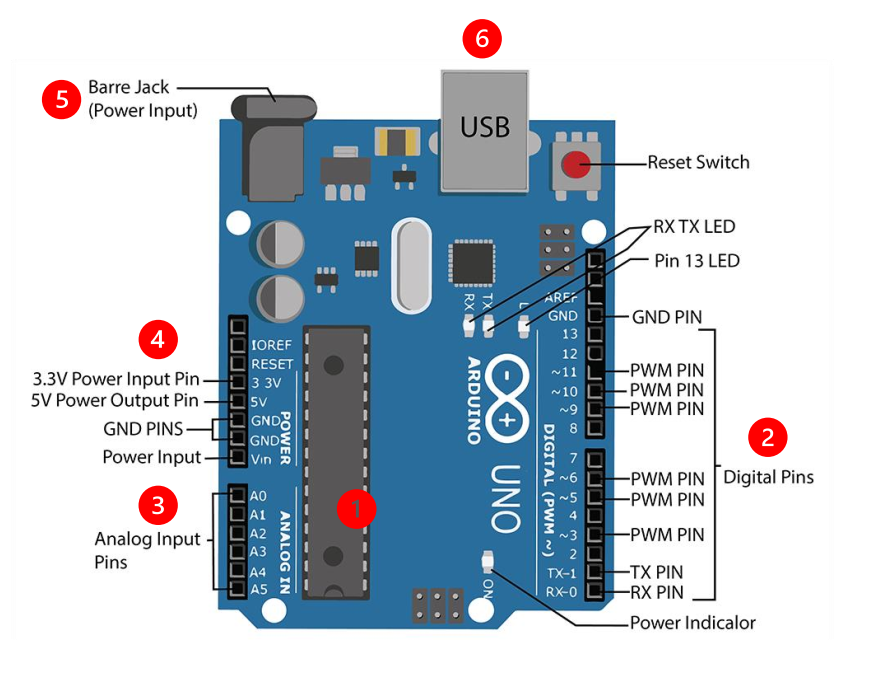 6
5
Barre Jack
(Power Input)
USB
Reset Switch
RX TX LED
Pin 13 LED
RX
TX
L
AREF
GND
GND PIN
13
12
~11
PWM PIN
~10
PWM PIN
~9
PWM PIN
8
4
IOREF
RESET
3.3V Power Input Pin
3 3V
5V Power Output Pin
5V
GND PINS
GND
GND
Power Input
Vin
POWER
ARDUINO
UNO
DIGITAL (PWM ~)
2
Digital Pins
7
~6
PWM PIN
~5
PWM PIN
4
~3
PWM PIN
2
TX-1
TX PIN
RX-0
RX PIN
3
Analog Input
Pins
A0
A1
A2
A3
A4
A5
ANALOG IN
1
ON
Power Indicalor